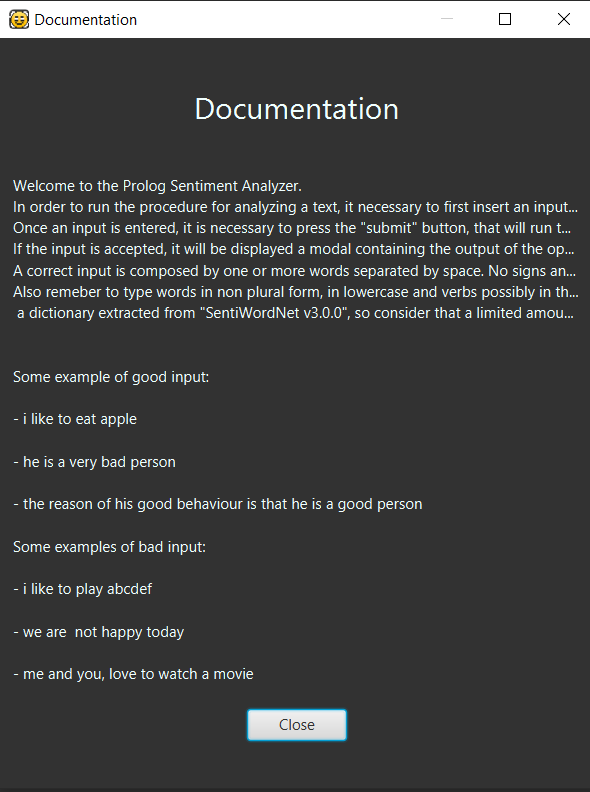 Documentation
Documentation
Welcome to the Prolog Sentiment Analyzer.
In order to run the procedure for analyzing a text, it necessary to first insert an input...
Once an input is entered, it is necessary to press the "submit" button, that will run t...
If the input is accepted, it will be displayed a modal containing the output of the op...
A correct input is composed by one or more words separated by space. No signs an...
Also remeber to type words in non plural form, in lowercase and verbs possibly in th...
a dictionary extracted from "SentiWordNet v3.0.0", so consider that a limited amou...
Some example of good input:
- i like to eat apple
- he is a very bad person
- the reason of his good behaviour is that he is a good person
Some examples of bad input:
- i like to play abcdef
- we are  not happy today
- me and you, love to watch a movie
Close